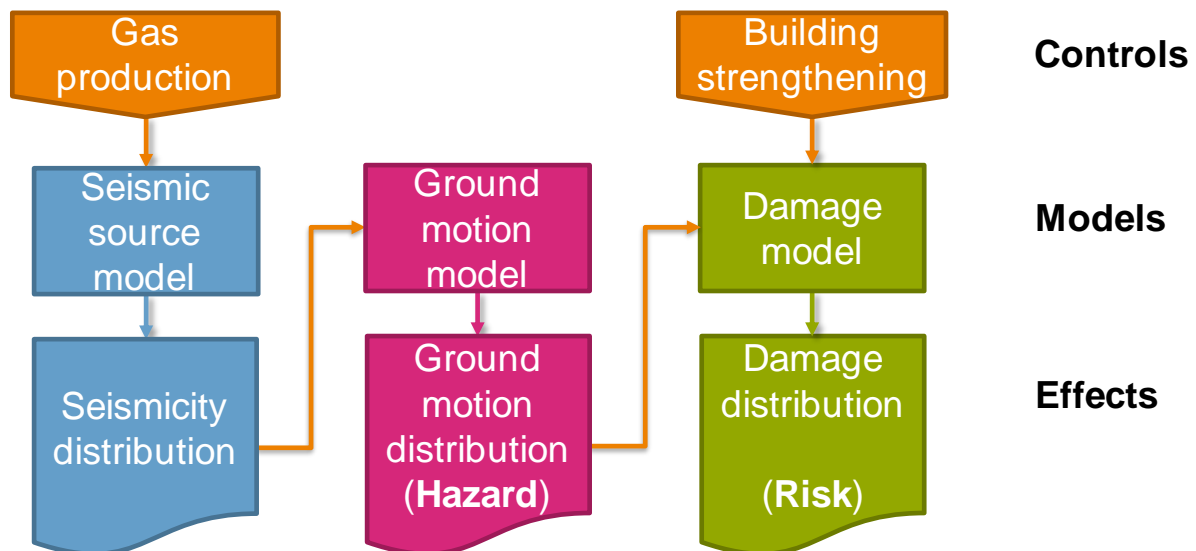 Gas
production
Building
strengthening
Controls
Seismic
source
model
Ground
motion
model
Damage
model
Models
Seismicity
distribution
Ground
motion
distribution
(Hazard)
Damage
distribution
(Risk)
Effects